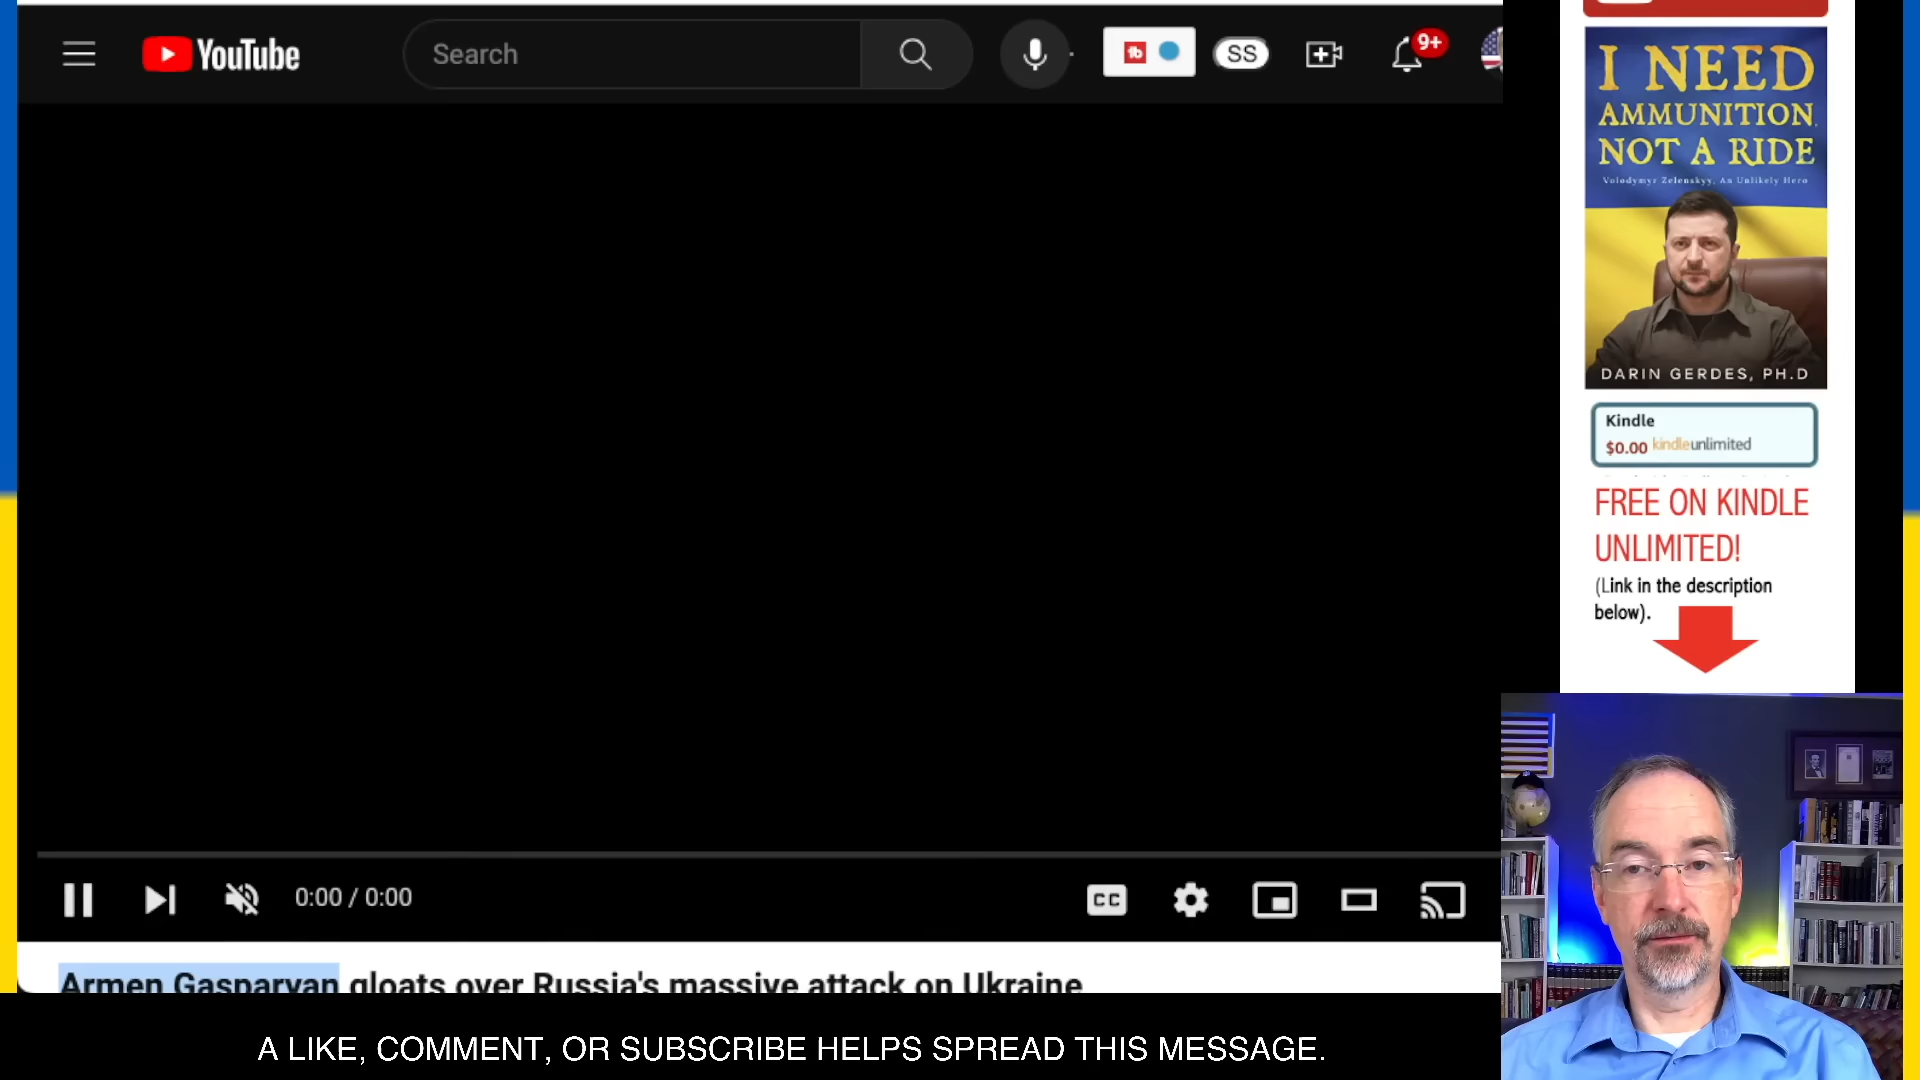 YouTube
Search
SS
9+
I NEED
AMMUNITION,
NOT A RIDE
Volodymyr Zelenskyy, An Unlikely Hero
DARIN GERDES, PH.D
Kindle
$0.00 kindleunlimited
FREE ON KINDLE
UNLIMITED!
(Link in the description
below).
0:00 / 0:00
CC
Armen Gasparyan gloats over Russia's massive attack on Ukraine
A LIKE, COMMENT, OR SUBSCRIBE HELPS SPREAD THIS MESSAGE.